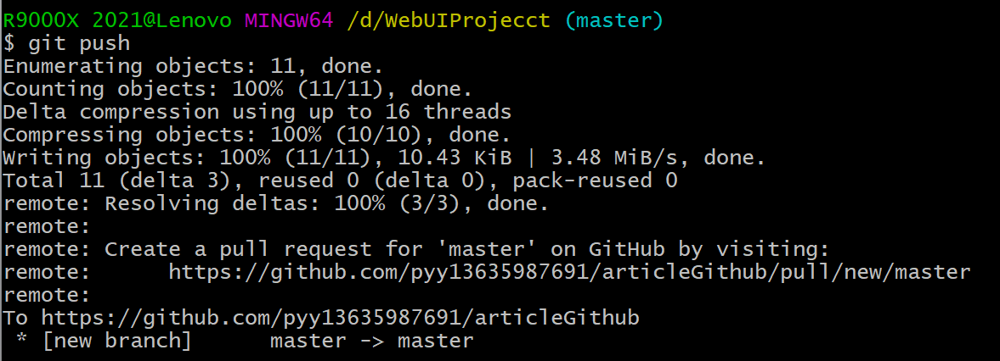 R9000X 2021@Lenovo MINGW64 /d/WebUIProjecct (master)
$ git push
Enumerating objects: 11, done.
Counting objects: 100% (11/11), done.
Delta compression using up to 16 threads
Compressing objects: 100% (10/10), done.
Writing objects: 100% (11/11), 10.43 KiB | 3.48 MiB/s, done.
Total 11 (delta 3), reused 0 (delta 0), pack-reused 0
remote: Resolving deltas: 100% (3/3), done.
remote:
remote: Create a pull request for 'master' on GitHub by visiting:
remote:      https://github.com/pyy13635987691/articleGithub/pull/new/master
remote:
To https://github.com/pyy13635987691/articleGithub
 * [new branch]      master -> master